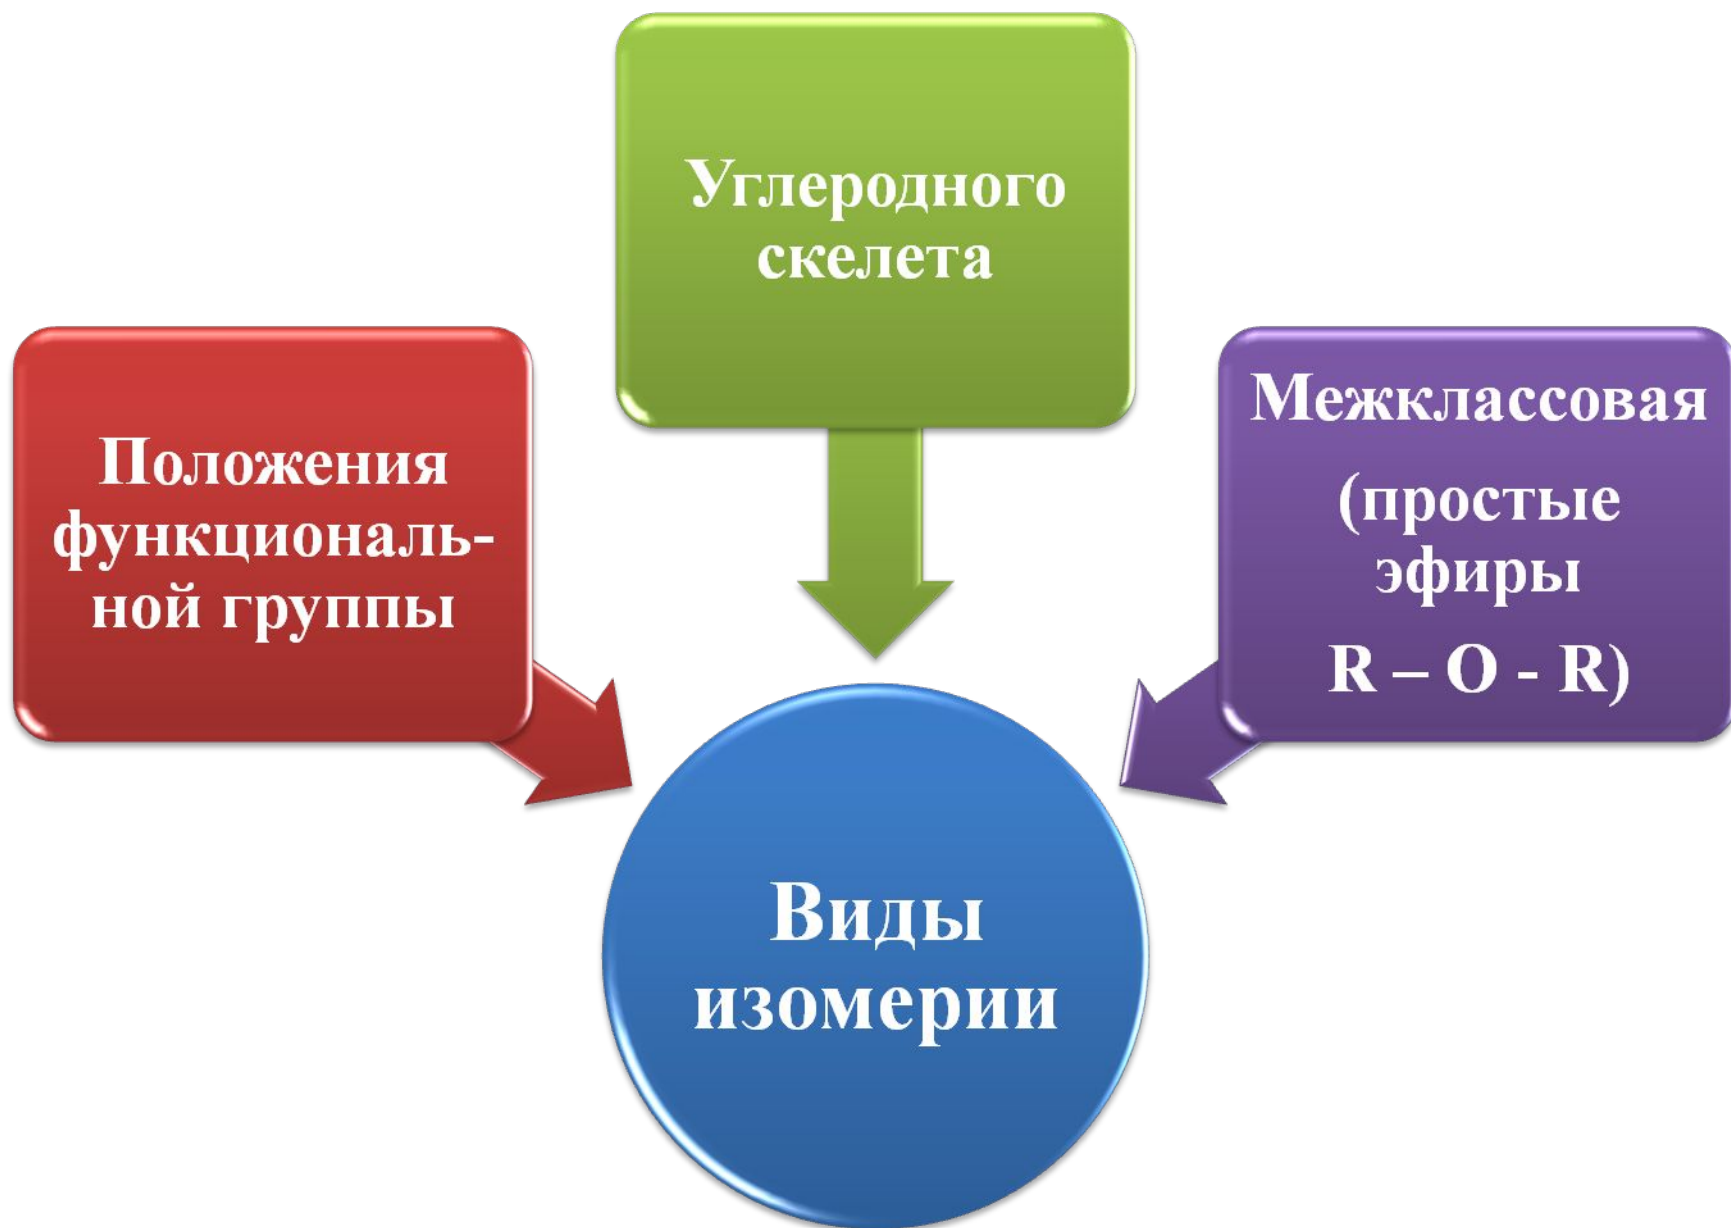 Углеродного
скелета
Положения
функциональ-
ной группы
Межклассовая
(простые
эфиры
R – O - R)
Виды
изомерии